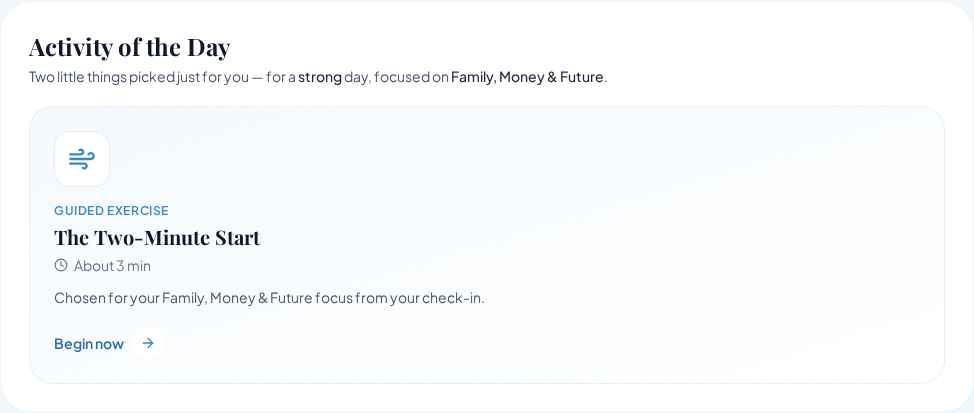 Activity of the Day
Two little things picked just for you — for a strong day, focused on Family, Money & Future.
GUIDED EXERCISE
The Two-Minute Start
About 3 min
Chosen for your Family, Money & Future focus from your check-in.
Begin now